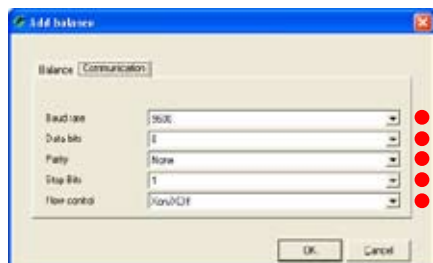 Add balance
Balance Communication
Baud rate 9600
Data bits 8
Parity None
Stop Bits 1
Flow control Xon/Xoff
OK Cancel